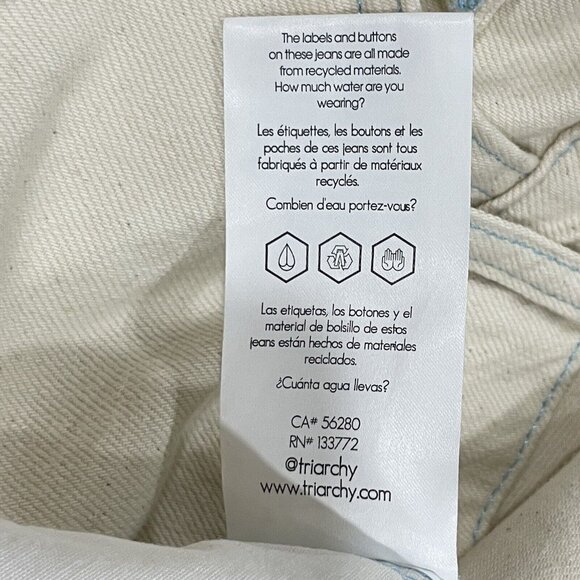 The labels and buttons
on these jeans are all made
from recycled materials.
How much water are you
wearing?
Les étiquettes, les boutons et les
poches de ces jeans sont tous
fabriqués à partir de matériaux
recyclés.
Combien d'eau portez-vous?
Las etiquetas, los botones y el
material de bolsillo de estos
jeans están hechos de materiales
reciclados.
¿Cuánta agua llevas?
CA# 56280
RN# 133772
@triarchy
www.triarchy.com